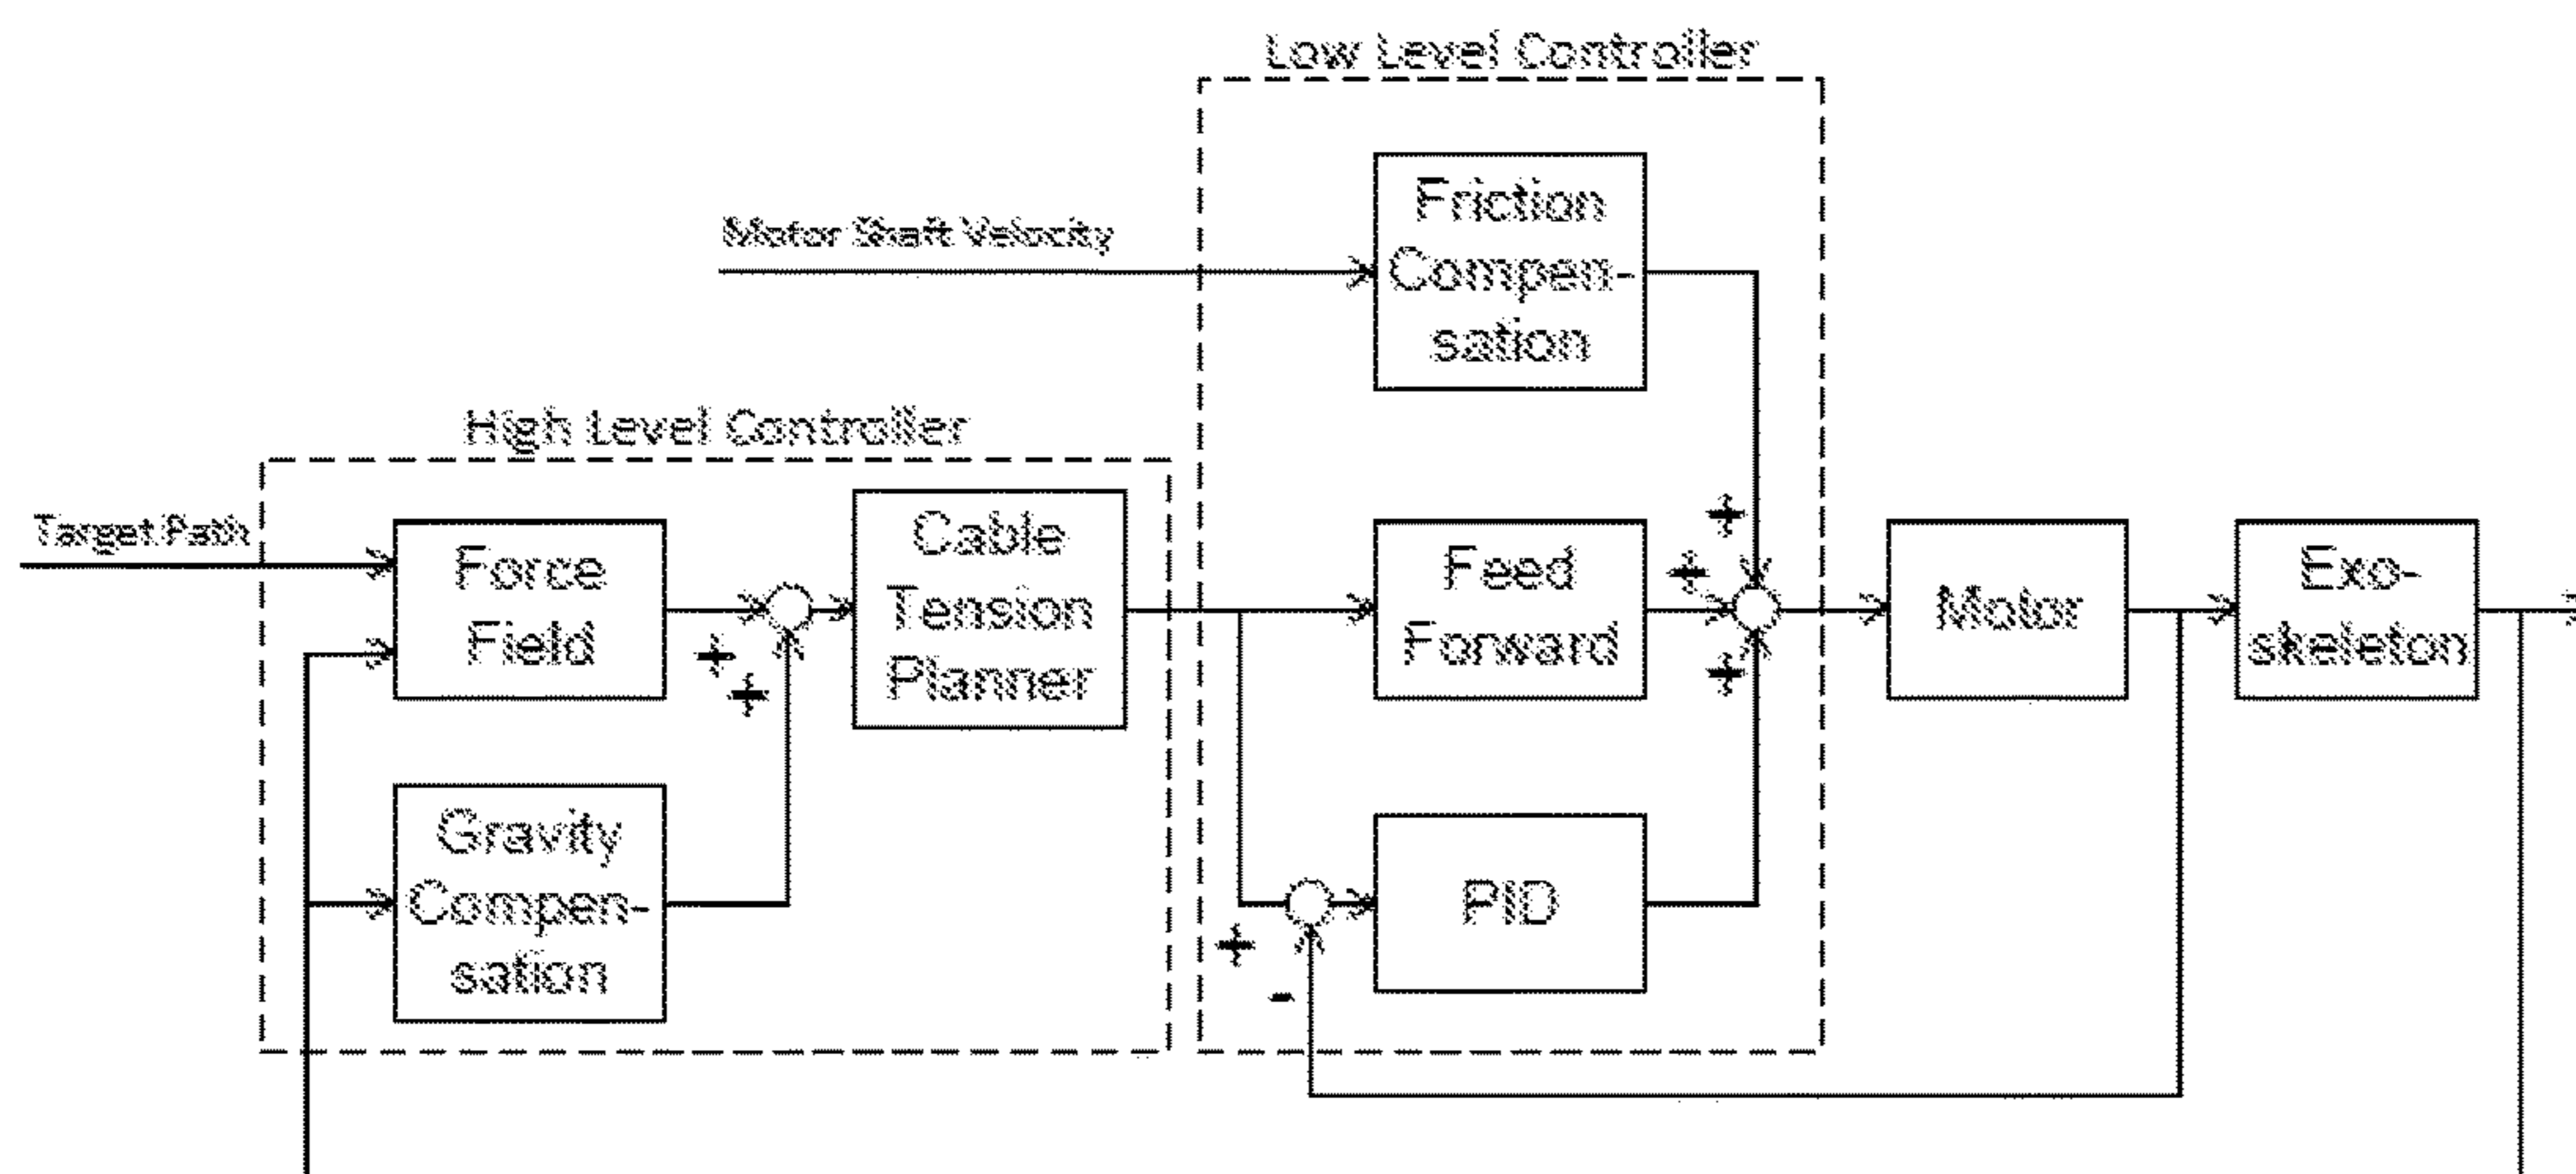 Low Level Controller
Friction
Compen-
sation
Motor Shaft Velocity
High Level Controller
Target Path
Force
Field
+
+
Cable
Tension
Planner
+
+
+
Feed
Forward
Motor
Exo-
skeleton
Gravity
Compen-
sation
+
-
PID